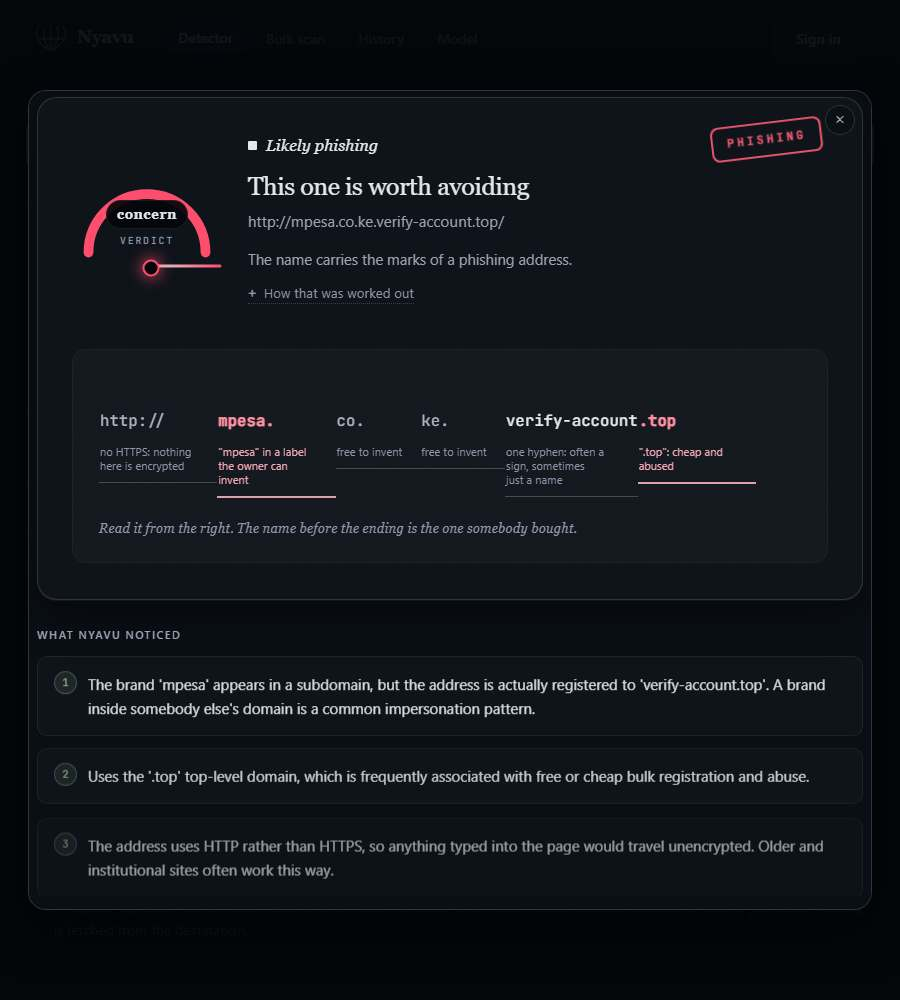 Nyavu
Detector
Bulk scan
History
Model
Sign in
PHISHING
×
Likely phishing
This one is worth avoiding
http://mpesa.co.ke.verify-account.top/
The name carries the marks of a phishing address.
+ How that was worked out
concern
VERDICT
http:// mpesa. co. ke. verify-account.top
no HTTPS: nothing
here is encrypted
"mpesa" in a label
the owner can
invent
free to invent
free to invent
one hyphen: often a
sign, sometimes
just a name
".top": cheap and
abused
Read it from the right. The name before the ending is the one somebody bought.
WHAT NYAVU NOTICED
1
The brand 'mpesa' appears in a subdomain, but the address is actually registered to 'verify-account.top'. A brand
inside somebody else's domain is a common impersonation pattern.
2
Uses the '.top' top-level domain, which is frequently associated with free or cheap bulk registration and abuse.
3
The address uses HTTP rather than HTTPS, so anything typed into the page would travel unencrypted. Older and
institutional sites often work this way.
is fetched from the destination.